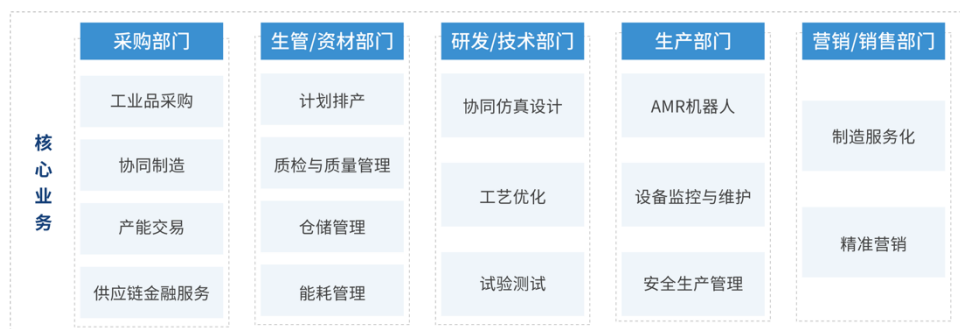 核心业务
采购部门
工业品采购
协同制造
产能交易
供应链金融服务
生管/资材部门
计划排产
质检与质量管理
仓储管理
能耗管理
研发/技术部门
协同仿真设计
工艺优化
试验测试
生产部门
AMR机器人
设备监控与维护
安全生产管理
营销/销售部门
制造服务化
精准营销